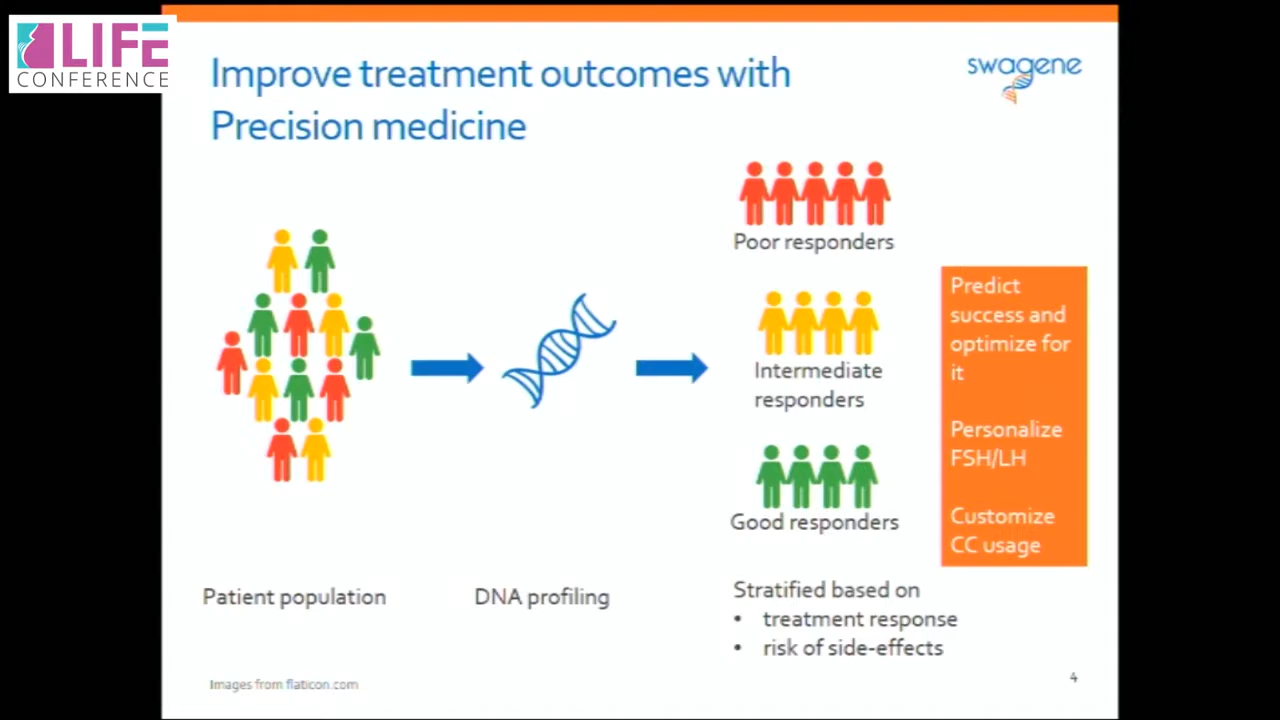 LIFE
CONFERENCE
Improve treatment outcomes with
Precision medicine
swagene
Poor responders
Intermediate
responders
Good responders
Predict
success and
optimize for
it
Personalize
FSH/LH
Customize
CC usage
Patient population
DNA profiling
Stratified based on
• treatment response
• risk of side-effects
Images from flaticon.com
4